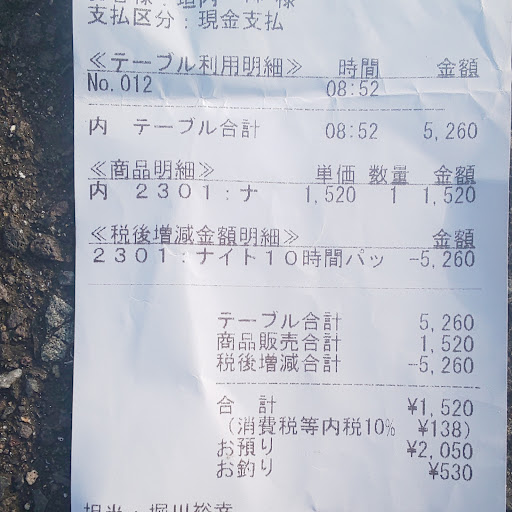 支払区分：現金支払
≪テーブル利用明細≫ 時間 金額
No.012 08:52
内 テーブル合計 08:52 5,260
≪商品明細≫ 単価 数量 金額
内 2301：ナ 1,520 1 1,520
≪税後増減金額明細≫ 金額
2301：ナイト10時間パッ -5,260
テーブル合計 5,260
商品販売合計 1,520
税後増減合計 -5,260
合 計 ¥1,520
(消費税等内税10% ¥138)
お預り ¥2,050
お釣り ¥530
担当：堀川裕幸